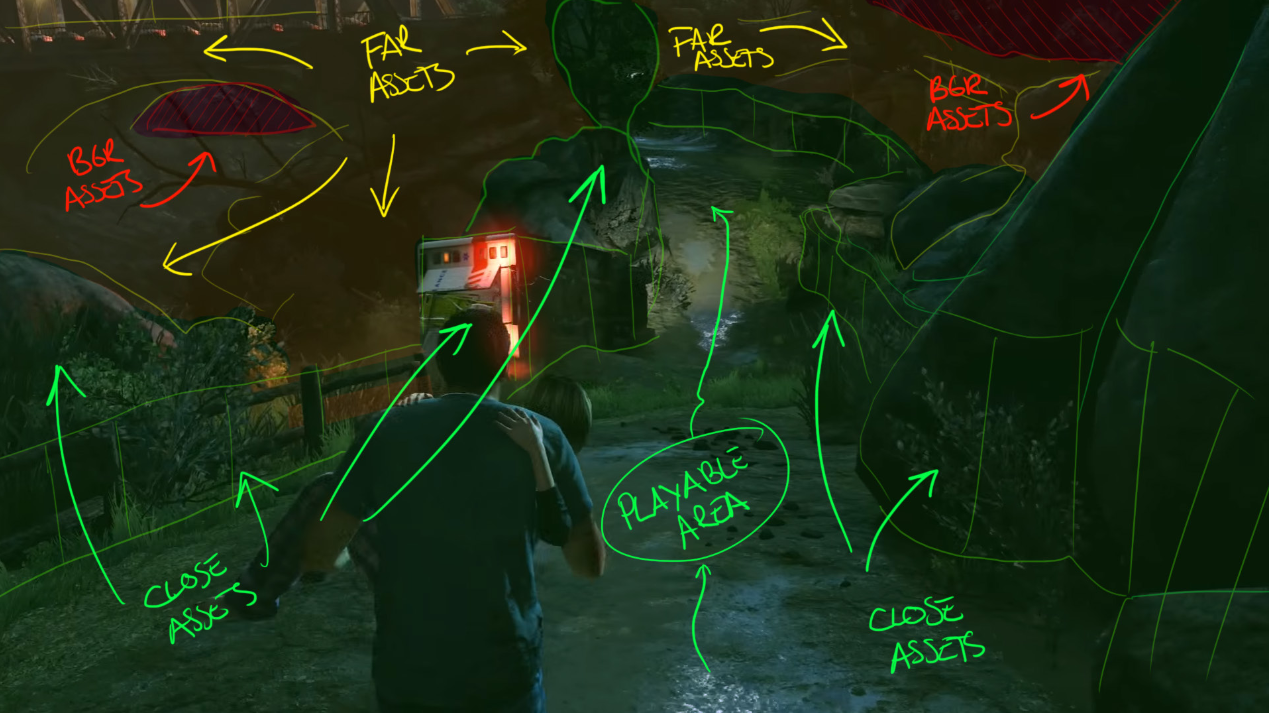 FAR
ASSETS
FAR
ASSETS
BGR
ASSETS
BGR
ASSETS
PLAYABLE
AREA
CLOSE
ASSETS
CLOSE
ASSETS